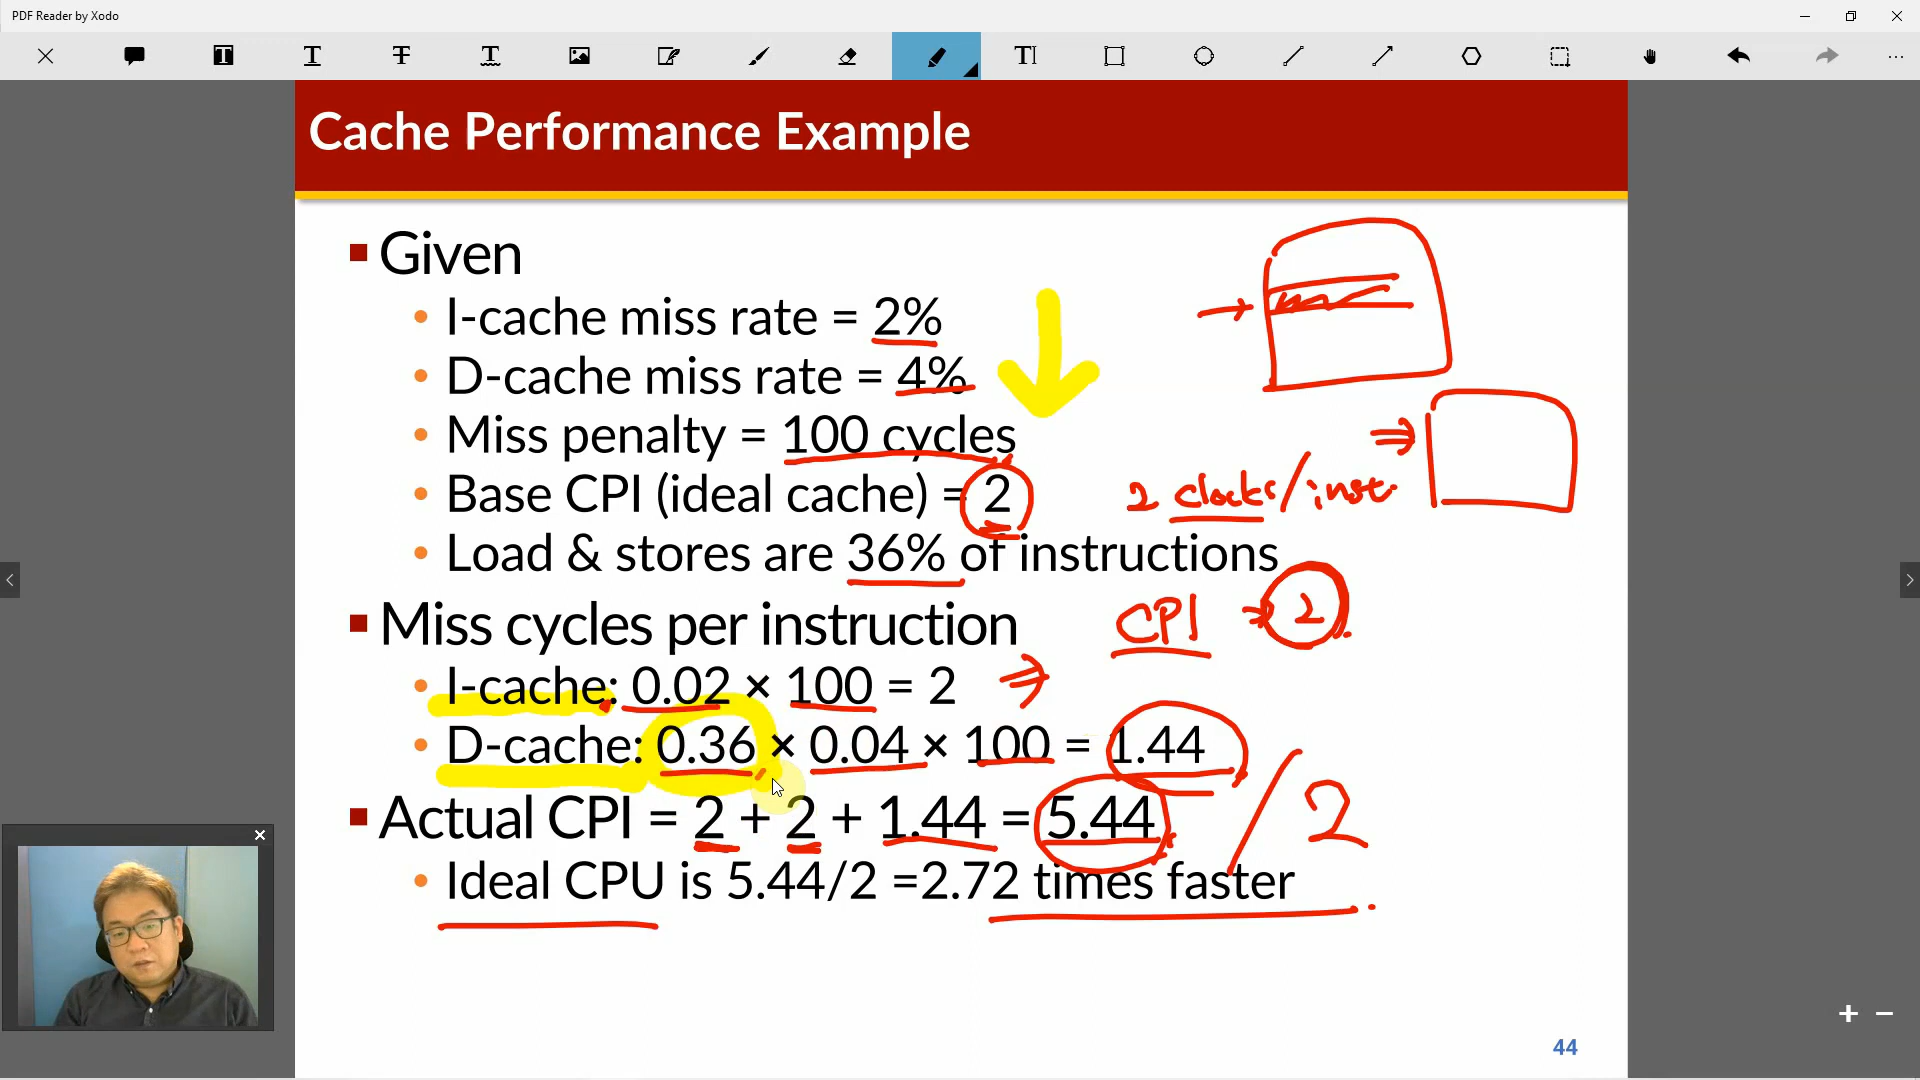 PDF Reader by Xodo
Cache Performance Example
Given
I-cache miss rate = 2%
D-cache miss rate = 4%
Miss penalty = 100 cycles
Base CPI (ideal cache) = 2
2 clocks/inst.
Load & stores are 36% of instructions
Miss cycles per instruction
CPI ⇒ 2
I-cache: 0.02 × 100 = 2 ⇒
D-cache: 0.36 × 0.04 × 100 = 1.44
Actual CPI = 2 + 2 + 1.44 = 5.44 / 2
Ideal CPU is 5.44/2 =2.72 times faster
44